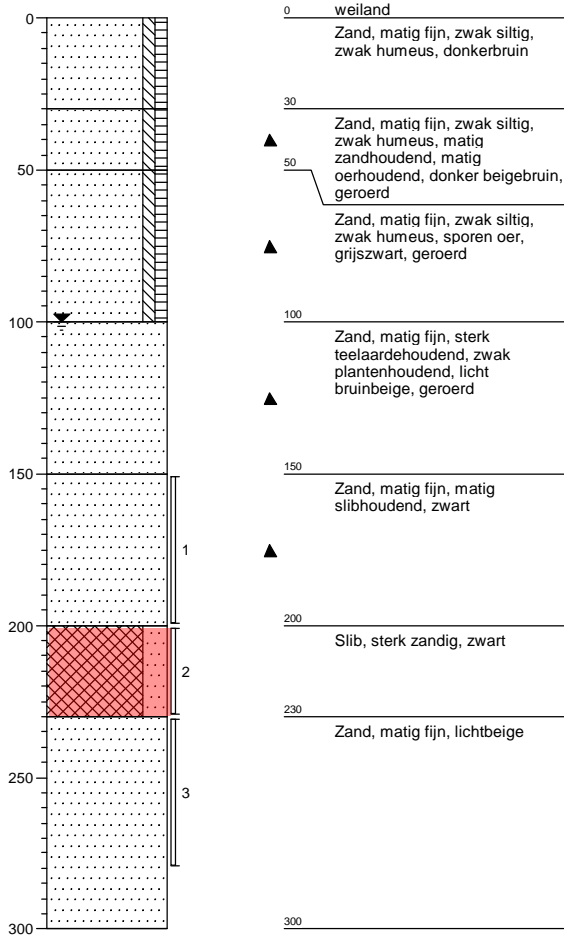 0
50
100
150
200
250
300
1
2
3
0
weiland
Zand, matig fijn, zwak siltig,
zwak humeus, donkerbruin
30
Zand, matig fijn, zwak siltig,
zwak humeus, matig
zandhoudend, matig
oerhoudend, donker beigebruin,
geroerd
50
Zand, matig fijn, zwak siltig,
zwak humeus, sporen oer,
grijszwart, geroerd
100
Zand, matig fijn, sterk
teelaardehoudend, zwak
plantenhoudend, licht
bruinbeige, geroerd
150
Zand, matig fijn, matig
slibhoudend, zwart
200
Slib, sterk zandig, zwart
230
Zand, matig fijn, lichtbeige
300